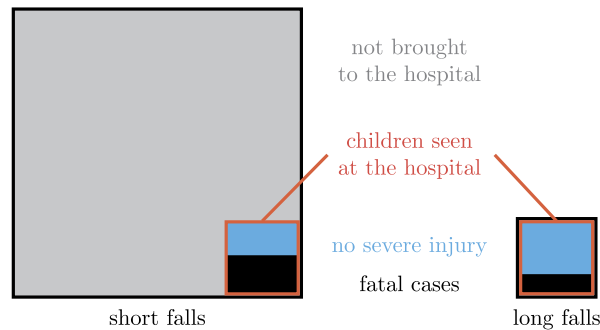 not brought
to the hospital
children seen
at the hospital
no severe injury
fatal cases
short falls
long falls